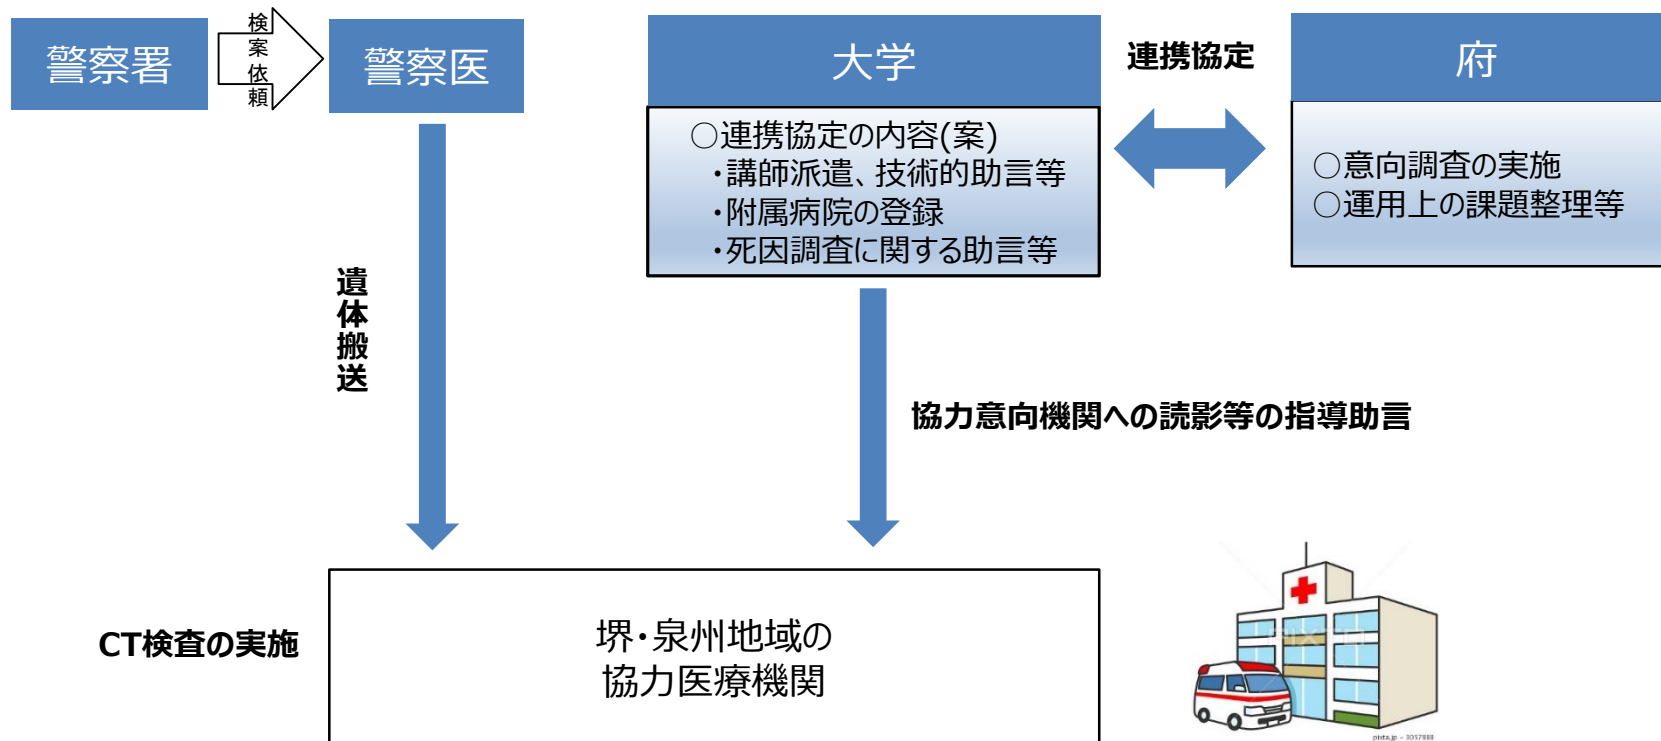 警察署
検案依頼
警察医
大学
連携協定
府
○連携協定の内容(案)
・講師派遣、技術的助言等
・附属病院の登録
・死因調査に関する助言等
○意向調査の実施
○運用上の課題整理等
遺体搬送
協力意向機関への読影等の指導助言
CT検査の実施
堺・泉州地域の
協力医療機関
PIXTA
pixta.jp - 3057888